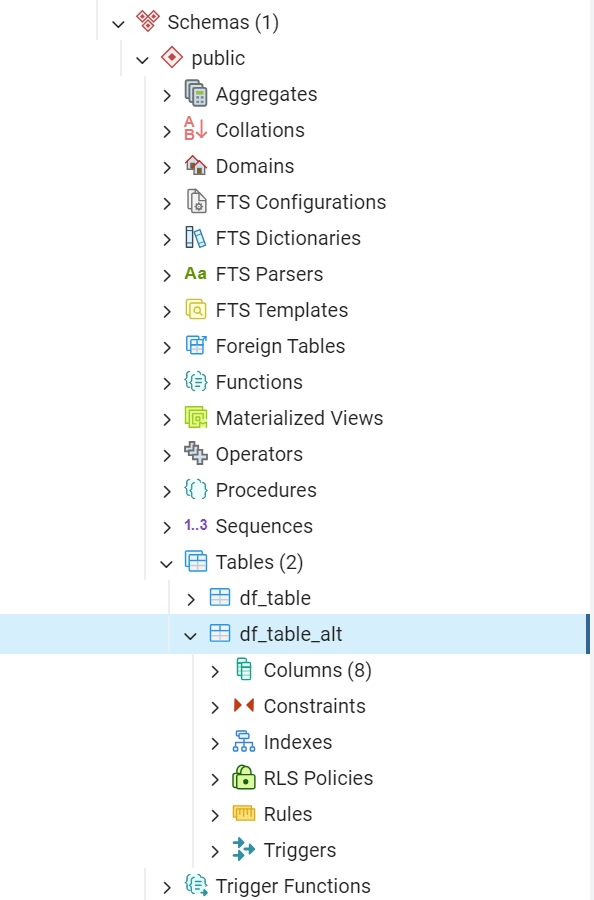 Schemas (1)
public
Aggregates
Collations
Domains
FTS Configurations
FTS Dictionaries
Aa FTS Parsers
FTS Templates
Foreign Tables
Functions
Materialized Views
Operators
Procedures
1..3 Sequences
Tables (2)
df_table
df_table_alt
Columns (8)
Constraints
Indexes
RLS Policies
Rules
Triggers
Trigger Functions